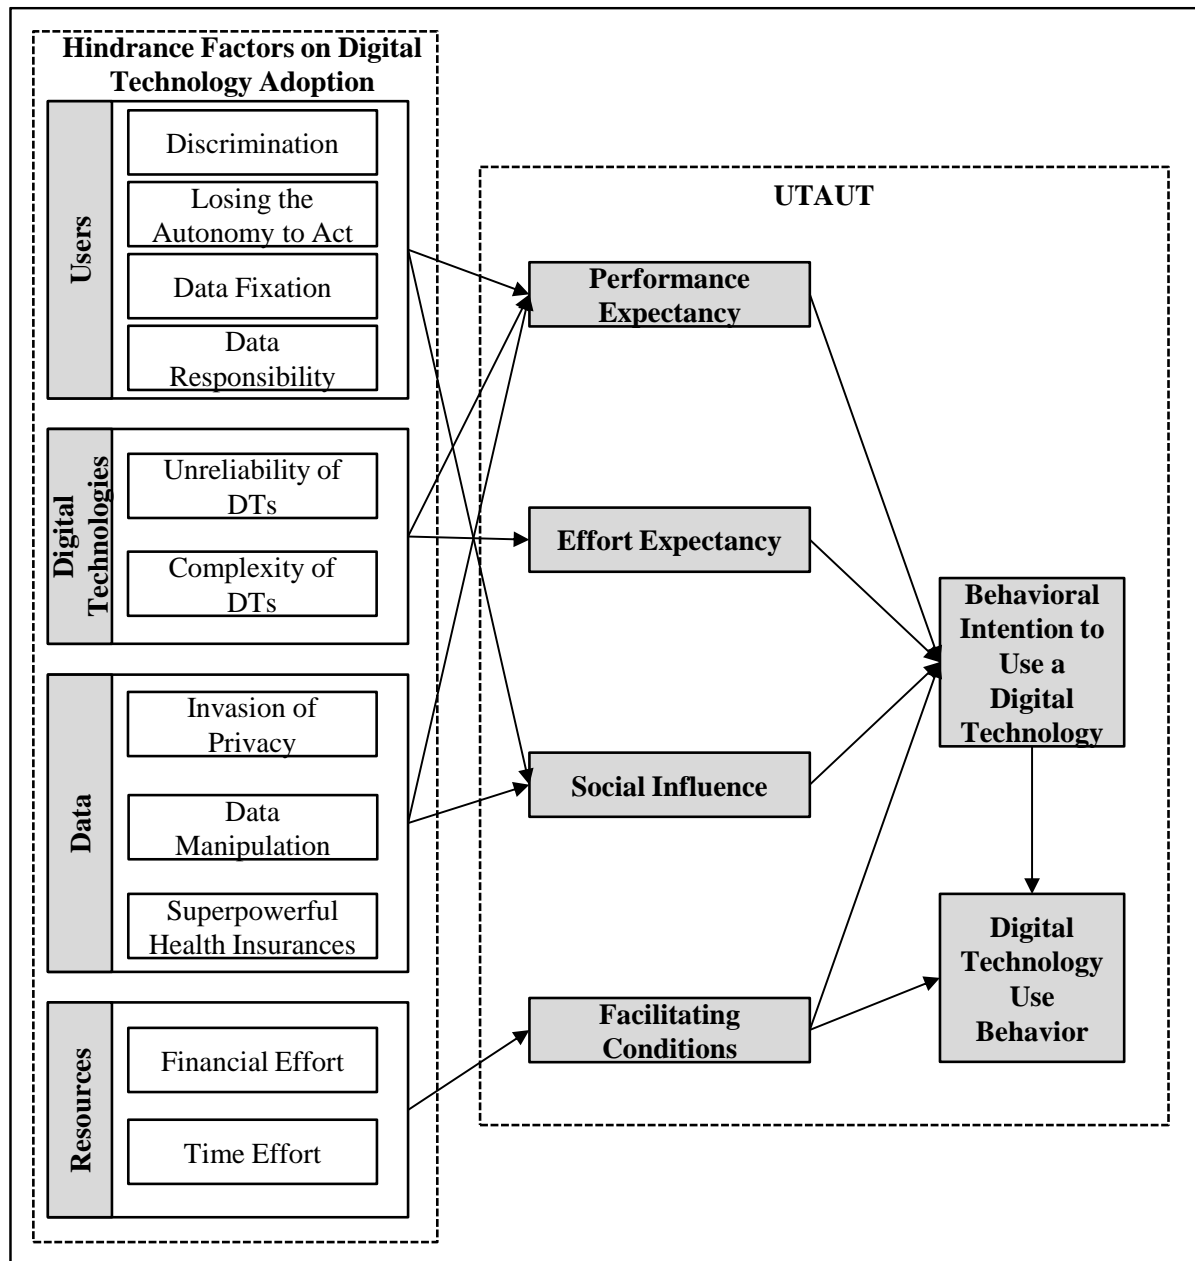 Hindrance Factors on Digital
Technology Adoption
Users
Discrimination
Losing the
Autonomy to Act
Data Fixation
Data
Responsibility
Digital
Technologies
Unreliability of
DTs
Complexity of
DTs
Data
Invasion of
Privacy
Data
Manipulation
Superpowerful
Health Insurances
Resources
Financial Effort
Time Effort
UTAUT
Performance
Expectancy
Effort Expectancy
Social Influence
Facilitating
Conditions
Behavioral
Intention to
Use a
Digital
Technology
Digital
Technology
Use
Behavior